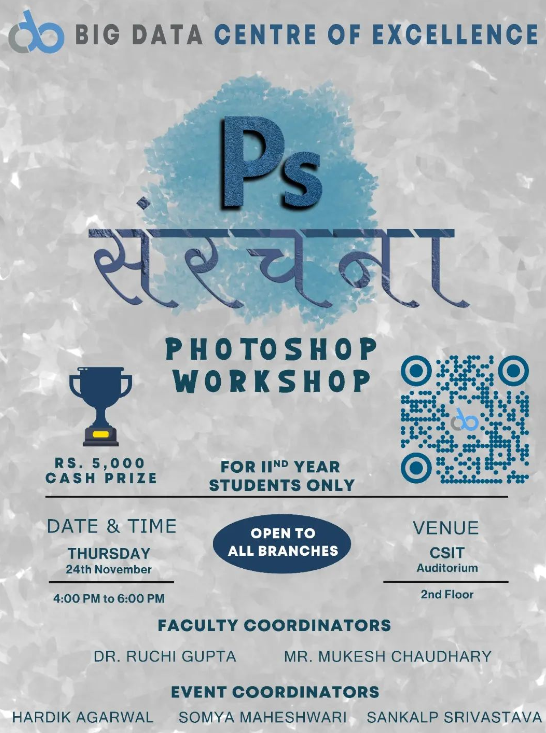 BIG DATA CENTRE OF EXCELLENCE
Ps
संरचना
PHOTOSHOP
WORKSHOP
RS. 5,000
CASH PRIZE
FOR IIND YEAR
STUDENTS ONLY
DATE & TIME
THURSDAY
24th November
4:00 PM to 6:00 PM
OPEN TO
ALL BRANCHES
VENUE
CSIT
Auditorium
2nd Floor
FACULTY COORDINATORS
DR. RUCHI GUPTA MR. MUKESH CHAUDHARY
EVENT COORDINATORS
HARDIK AGARWAL SOMYA MAHESHWARI SANKALP SRIVASTAVA